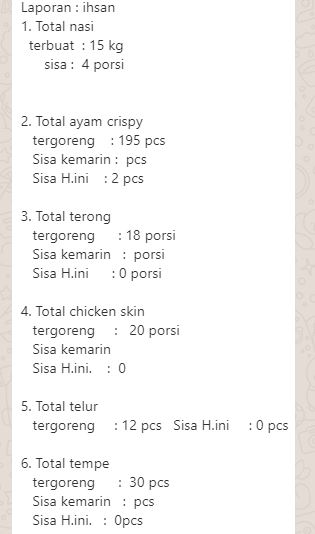 Laporan : ihsan
1. Total nasi
terbuat : 15 kg
sisa : 4 porsi
2. Total ayam crispy
tergoreng : 195 pcs
Sisa kemarin : pcs
Sisa H.ini : 2 pcs
3. Total terong
tergoreng : 18 porsi
Sisa kemarin : porsi
Sisa H.ini : 0 porsi
4. Total chicken skin
tergoreng : 20 porsi
Sisa kemarin
Sisa H.ini. : 0
5. Total telur
tergoreng : 12 pcs Sisa H.ini : 0 pcs
6. Total tempe
tergoreng : 30 pcs
Sisa kemarin : pcs
Sisa H.ini. : 0pcs